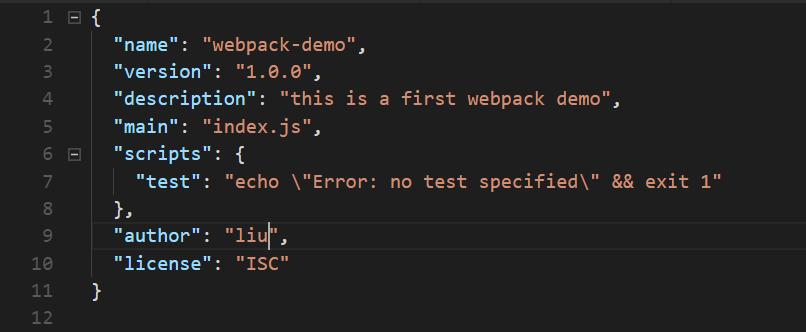 1 {
2 "name": "webpack-demo",
3 "version": "1.0.0",
4 "description": "this is a first webpack demo",
5 "main": "index.js",
6 "scripts": {
7 "test": "echo \"Error: no test specified\" && exit 1"
8 },
9 "author": "liu",
10 "license": "ISC"
11 }
12